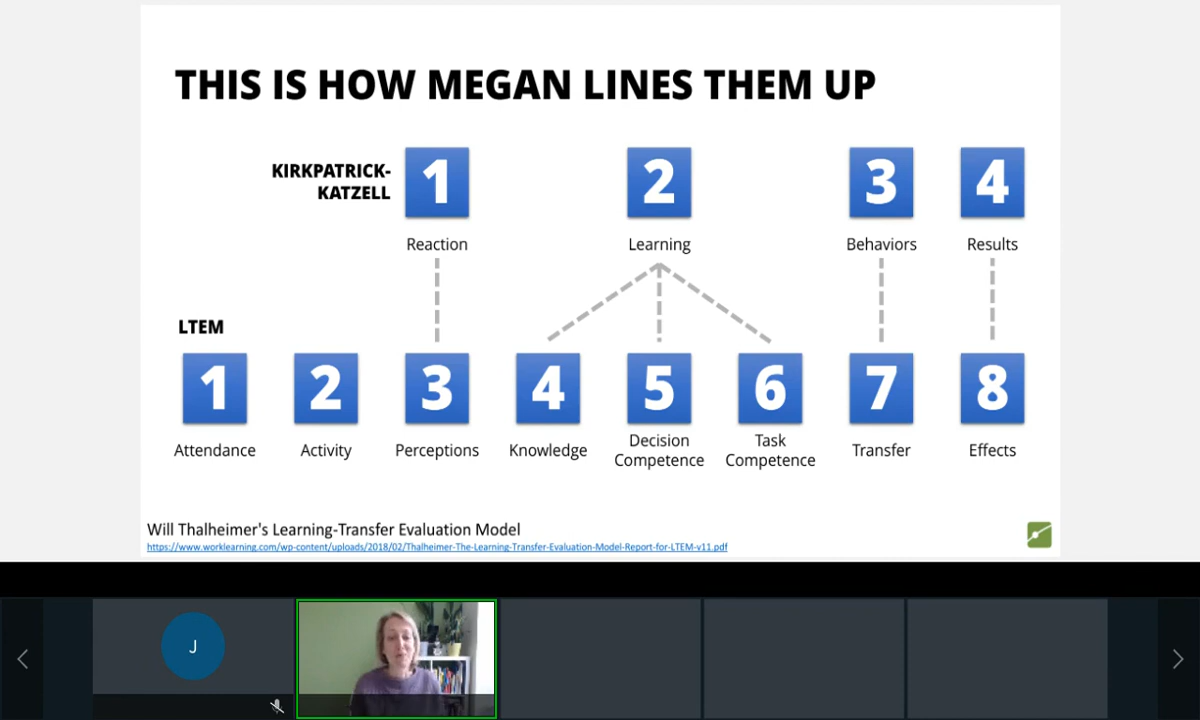 THIS IS HOW MEGAN LINES THEM UP
KIRKPATRICK-
KATZELL
1
2
3
4
Reaction
Learning
Behaviors
Results
LTEM
1
2
3
4
5
6
7
8
Attendance
Activity
Perceptions
Knowledge
Decision
Competence
Task
Competence
Transfer
Effects
Will Thalheimer's Learning-Transfer Evaluation Model
https://www.worklearning.com/wp-content/uploads/2018/02/Thalheimer-The-Learning-Transfer-Evaluation-Model-Report-for-LTEM-v11.pdf
J